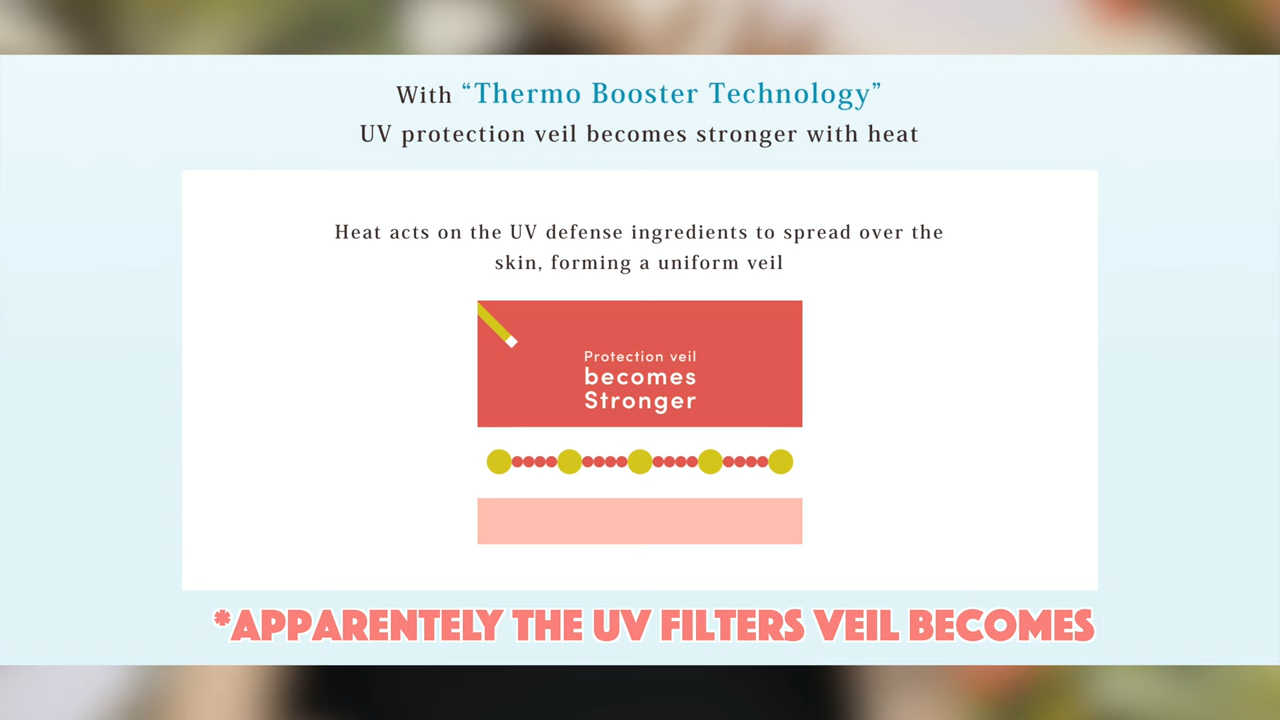 With “Thermo Booster Technology”
UV protection veil becomes stronger with heat
Heat acts on the UV defense ingredients to spread over the
skin, forming a uniform veil
Protection veil
becomes
Stronger
*APPARENTELY THE UV FILTERS VEIL BECOMES